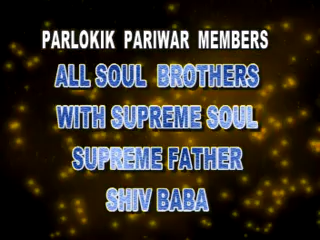 PARLOKIK PARIWAR MEMBERS
ALL SOUL BROTHERS
WITH SUPREME SOUL
SUPREME FATHER
SHIV BABA